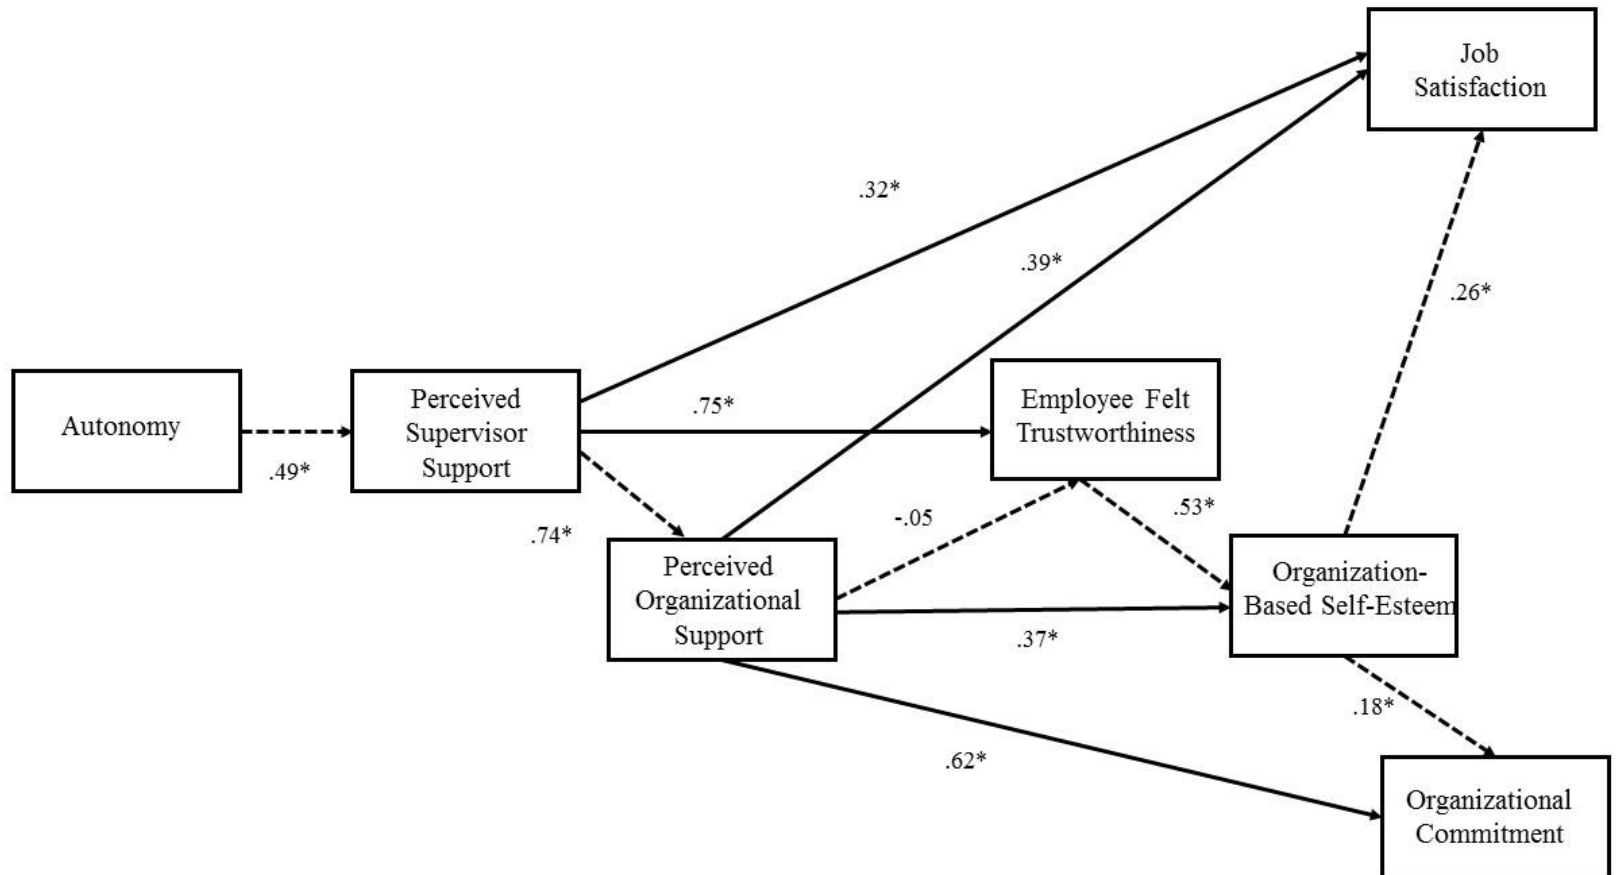 Job
Satisfaction
.32*
.39*
.26*
Autonomy
.49*
Perceived
Supervisor
Support
.75*
Employee Felt
Trustworthiness
.74*
-.05
.53*
Perceived
Organizational
Support
.37*
Organization-
Based Self-Esteem
.18*
.62*
Organizational
Commitment